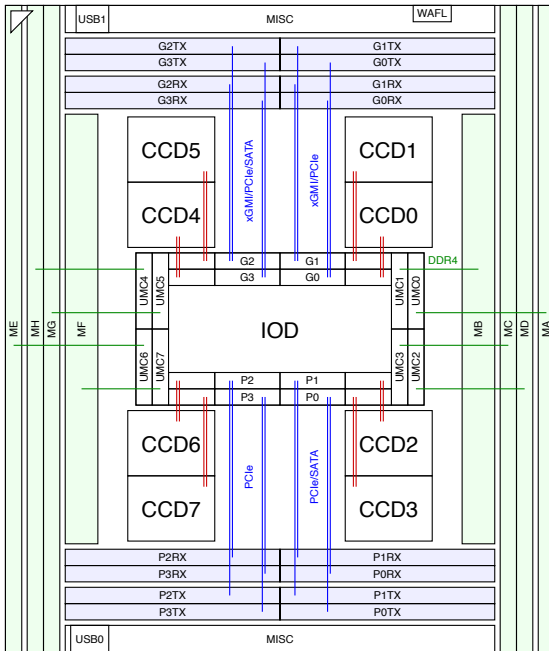 USB1 MISC WAFL
G2TX G1TX
G3TX G0TX
G2RX G1RX
G3RX G0RX
CCD5 CCD1
xGMI/PCIe/SATA xGMI/PCIe
CCD4 CCD0
G2 G1
G3 G0
DDR4
UMC4 UMC5 UMC1 UMC0
ME MH MG MF IOD MB MC MD MA
UMC6 UMC7 UMC3 UMC2
P2 P1
P3 P0
CCD6 CCD2
PCIe PCIe/SATA
CCD7 CCD3
P2RX P1RX
P3RX P0RX
P2TX P1TX
P3TX P0TX
USB0 MISC